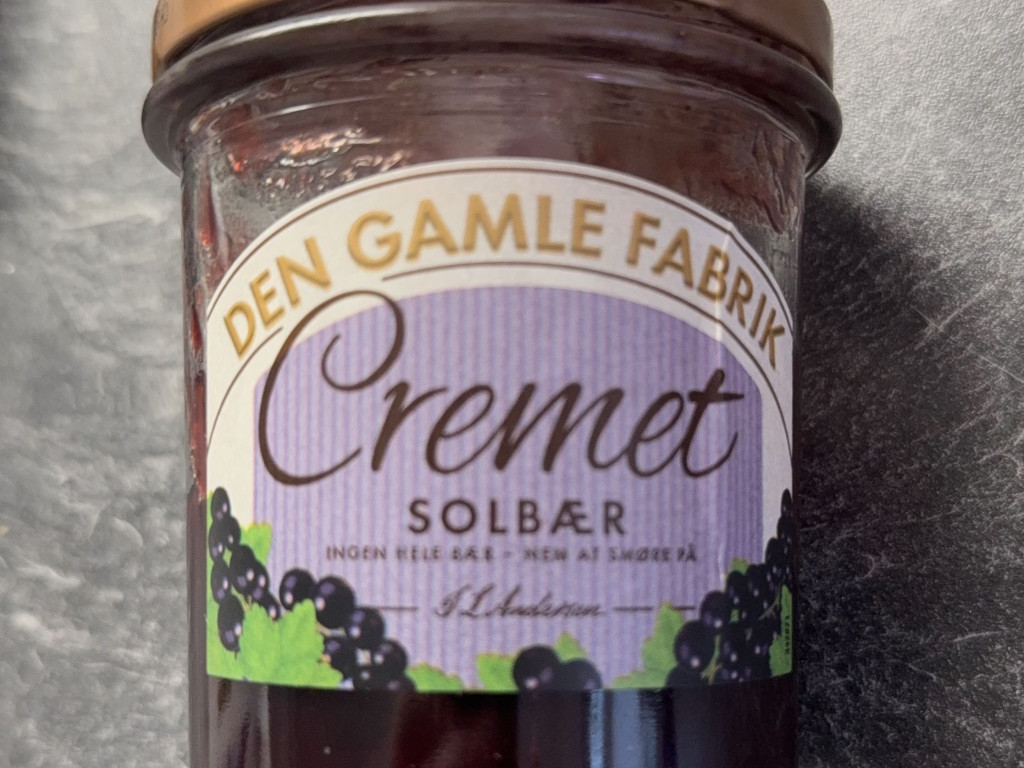 DEN GAMLE FABRIK
Cremet
SOLBÆR
INGEN HELE BÆR - NEM AT SMØRE PÅ